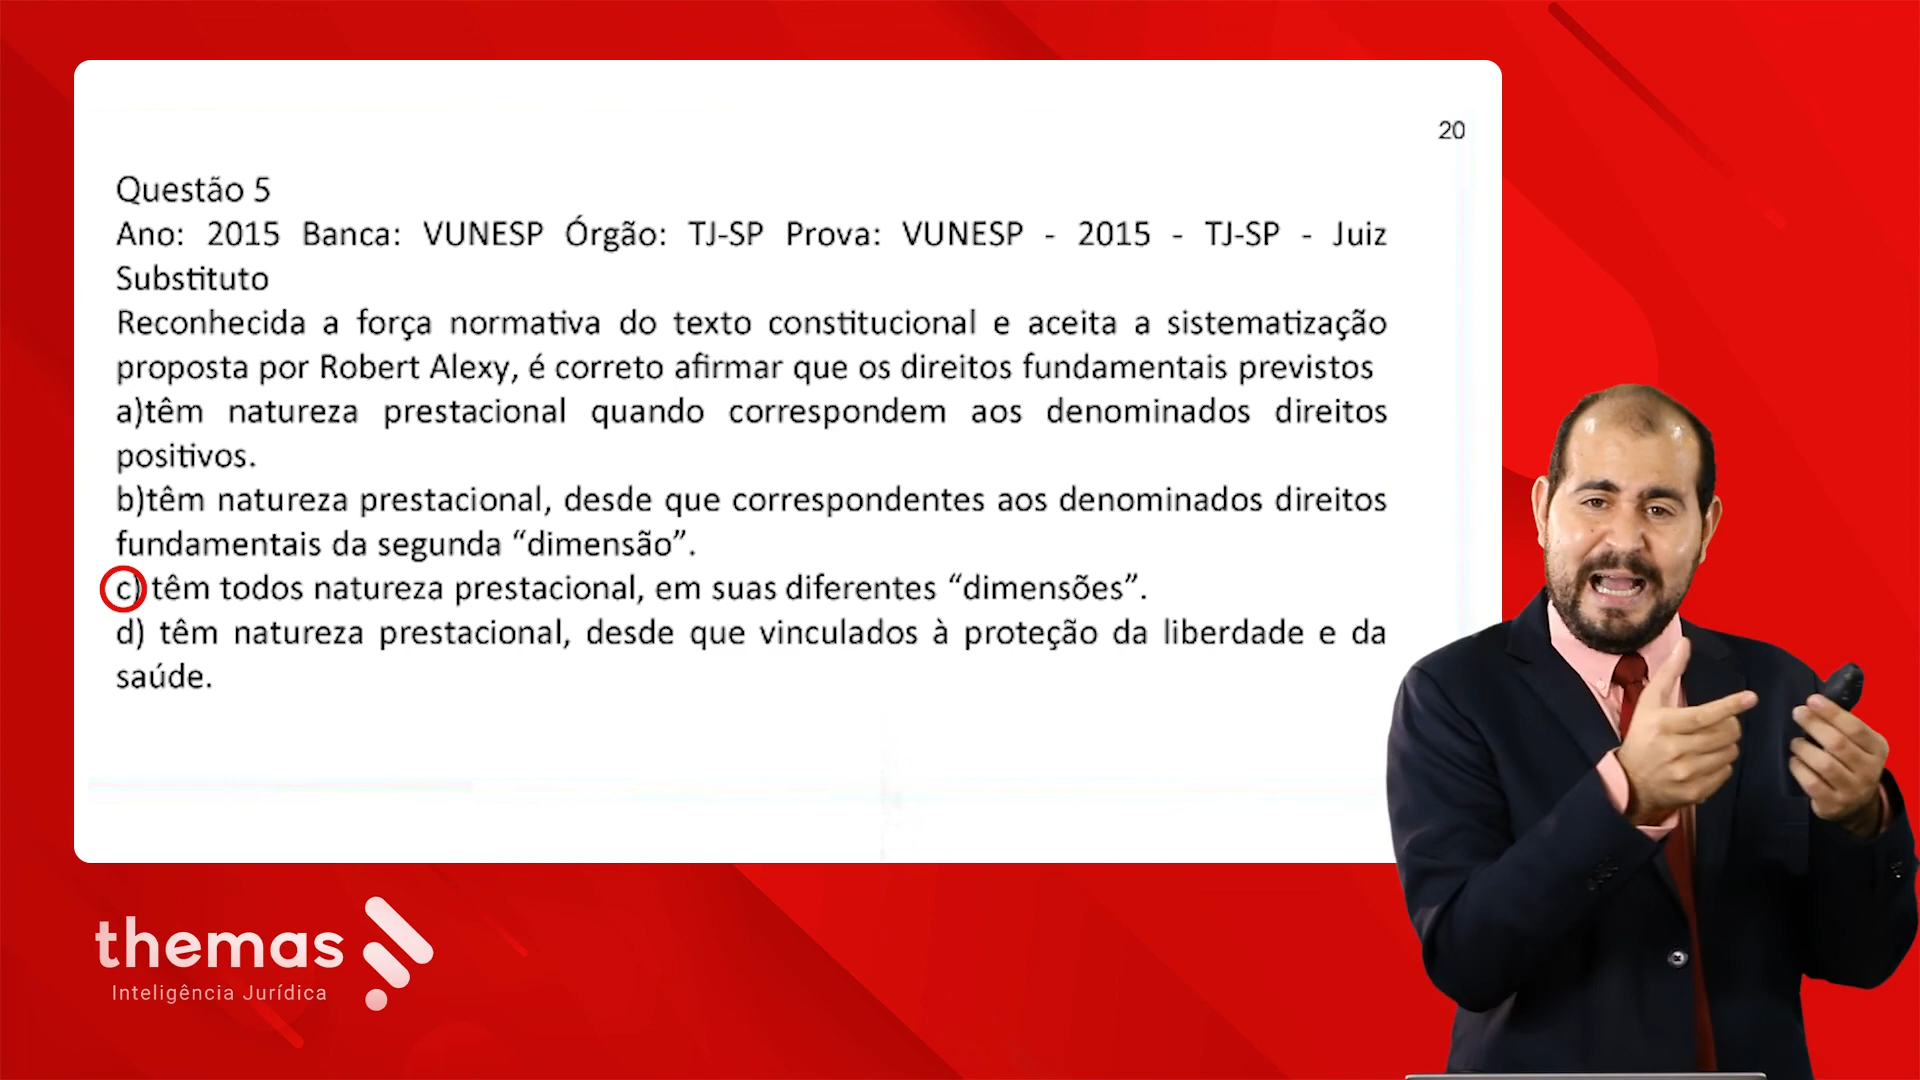 20
Questão 5
Ano: 2015 Banca: VUNESP Órgão: TJ-SP Prova: VUNESP - 2015 - TJ-SP - Juiz
Substituto
Reconhecida a força normativa do texto constitucional e aceita a sistematização
proposta por Robert Alexy, é correto afirmar que os direitos fundamentais previstos
a)têm natureza prestacional quando correspondem aos denominados direitos
positivos.
b)têm natureza prestacional, desde que correspondentes aos denominados direitos
fundamentais da segunda “dimensão”.
c) têm todos natureza prestacional, em suas diferentes “dimensões”.
d) têm natureza prestacional, desde que vinculados à proteção da liberdade e da
saúde.
themas
Inteligência Jurídica